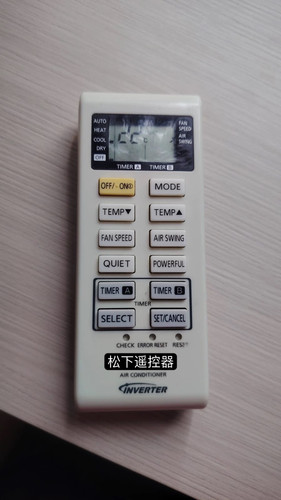 AUTO
HEAT
COOL
DRY
OFF
FAN
SPEED
AIR
SWING
TIMER A TIMER B
OFF/ON
MODE
TEMP▼
TEMP▲
FAN SPEED
AIR SWING
QUIET
POWERFUL
TIMER A
TIMER B
TIMER
SELECT
SET/CANCEL
CHECK ERROR RESET
松下遥控器
AIR CONDITIONER
INVERTER